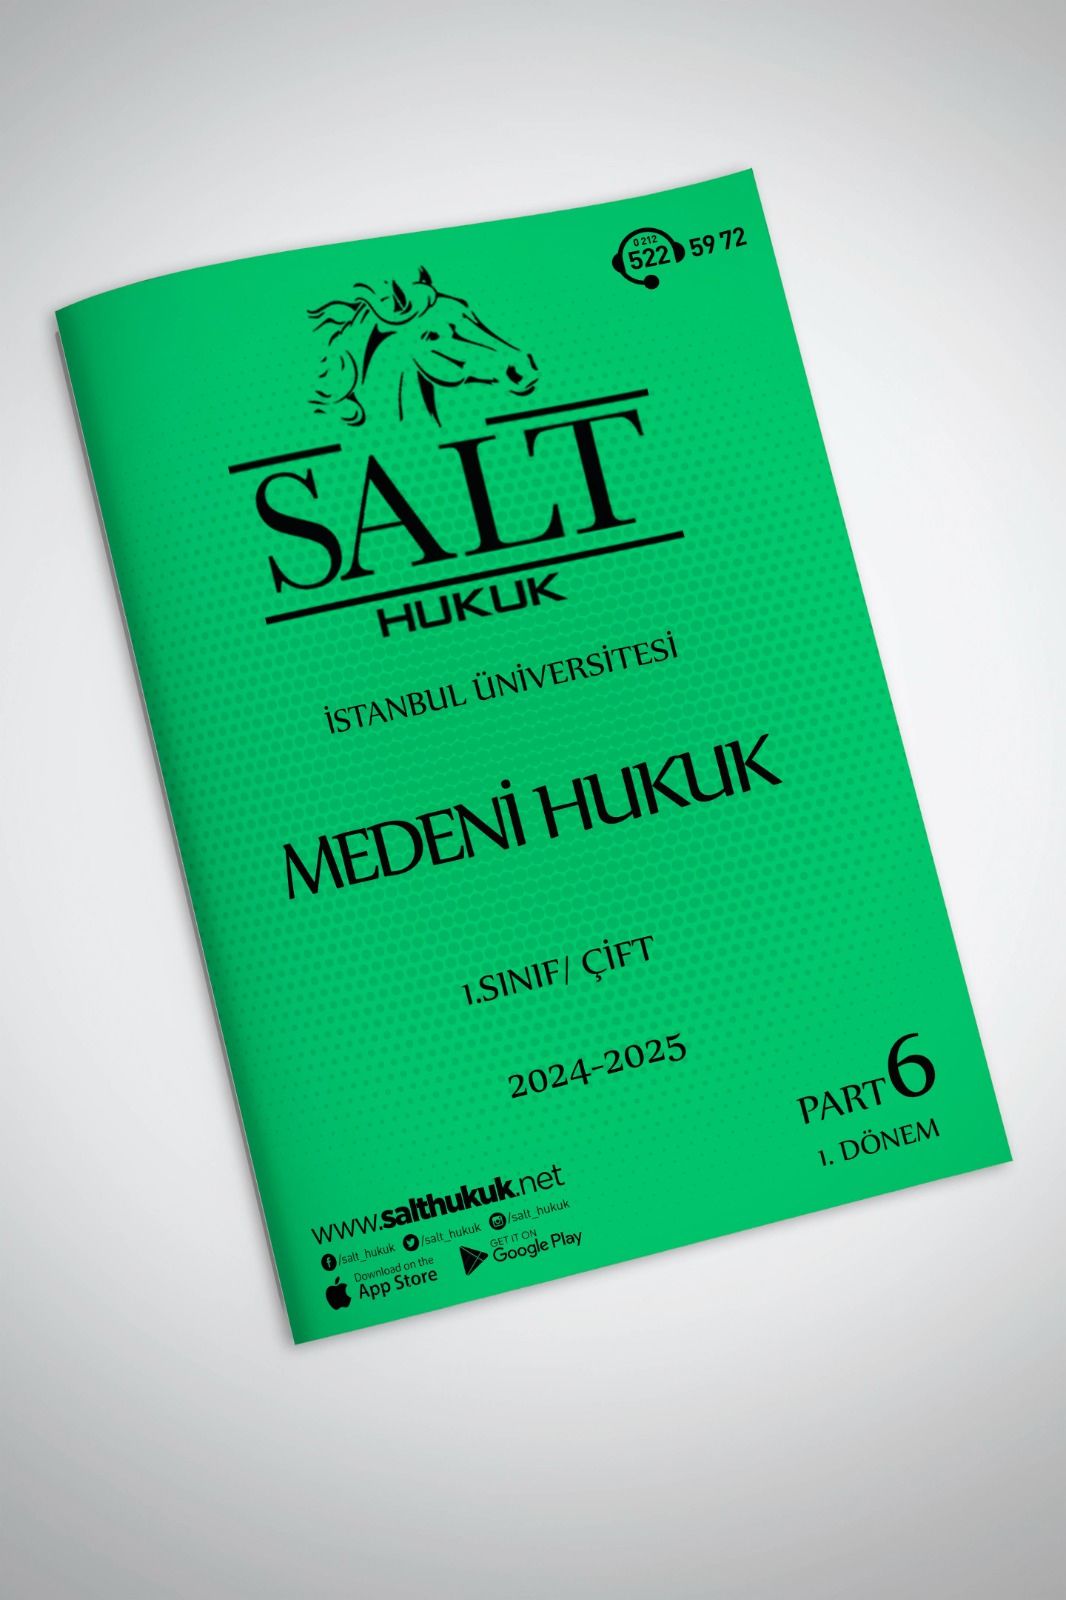 0 212
522 59 72
SALT
HUKUK
İSTANBUL ÜNİVERSİTESİ
MEDENİ HUKUK
1.SINIF/ ÇİFT
2024-2025
PART 6
1. DÖNEM
www.salthukuk.net
/salt_hukuk /salt_hukuk /salt_hukuk
Download on the
App Store
GET IT ON
Google Play